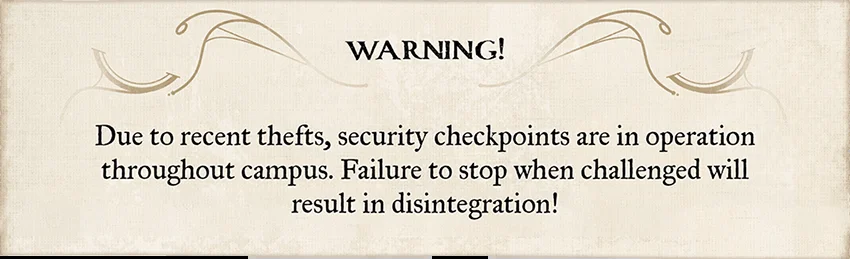 WARNING!
Due to recent thefts, security checkpoints are in operation
throughout campus. Failure to stop when challenged will
result in disintegration!